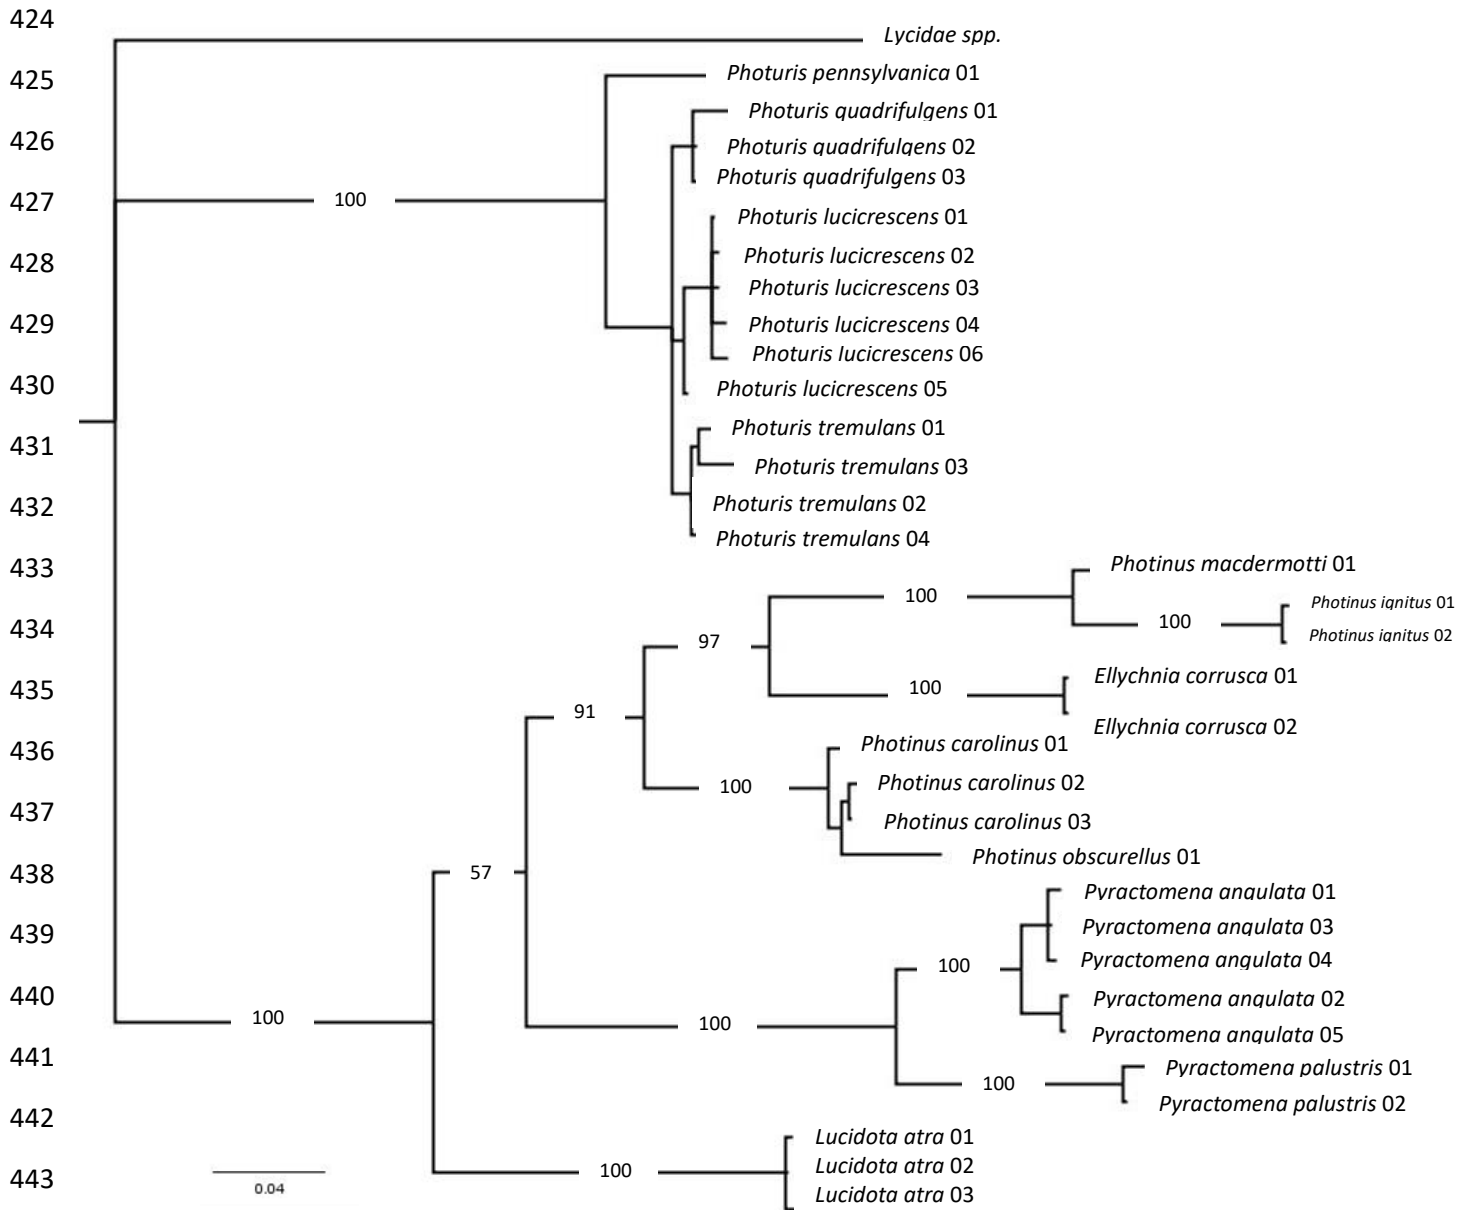 424
Lycidae spp.
425
Photuris pennsylvanica 01
Photuris quadrifulgens 01
426
Photuris quadrifulgens 02
Photuris quadrifulgens 03
427
100
Photuris lucicrescens 01
Photuris lucicrescens 02
428
Photuris lucicrescens 03
429
Photuris lucicrescens 04
Photuris lucicrescens 06
430
Photuris lucicrescens 05
Photuris tremulans 01
431
Photuris tremulans 03
432
Photuris tremulans 02
Photuris tremulans 04
433
Photinus macdermotti 01
100
Photinus ignitus 01
434
100
Photinus ignitus 02
97
Ellychnia corrusca 01
435
100
91
Ellychnia corrusca 02
436
Photinus carolinus 01
100
Photinus carolinus 02
437
Photinus carolinus 03
Photinus obscurellus 01
438
57
Pyractomena angulata 01
439
Pyractomena angulata 03
100
Pyractomena angulata 04
440
Pyractomena angulata 02
100
100
Pyractomena angulata 05
441
Pyractomena palustris 01
100
Pyractomena palustris 02
442
Lucidota atra 01
Lucidota atra 02
443
100
0.04
Lucidota atra 03